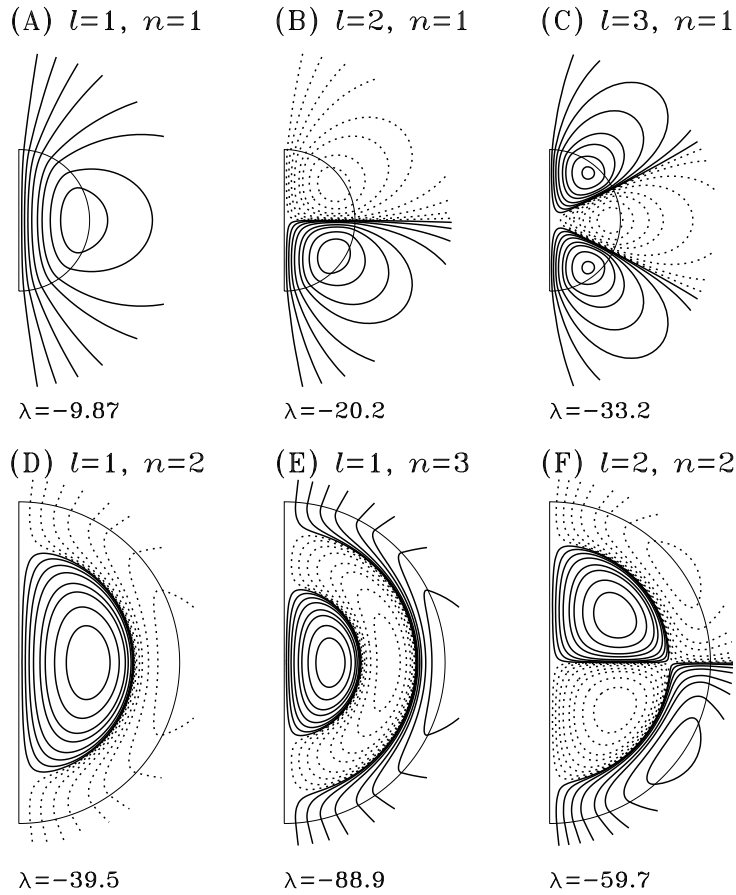 (A) l=1, n=1
(B) l=2, n=1
(C) l=3, n=1
λ=−9.87
λ=−20.2
λ=−33.2
(D) l=1, n=2
(E) l=1, n=3
(F) l=2, n=2
λ=−39.5
λ=−88.9
λ=−59.7